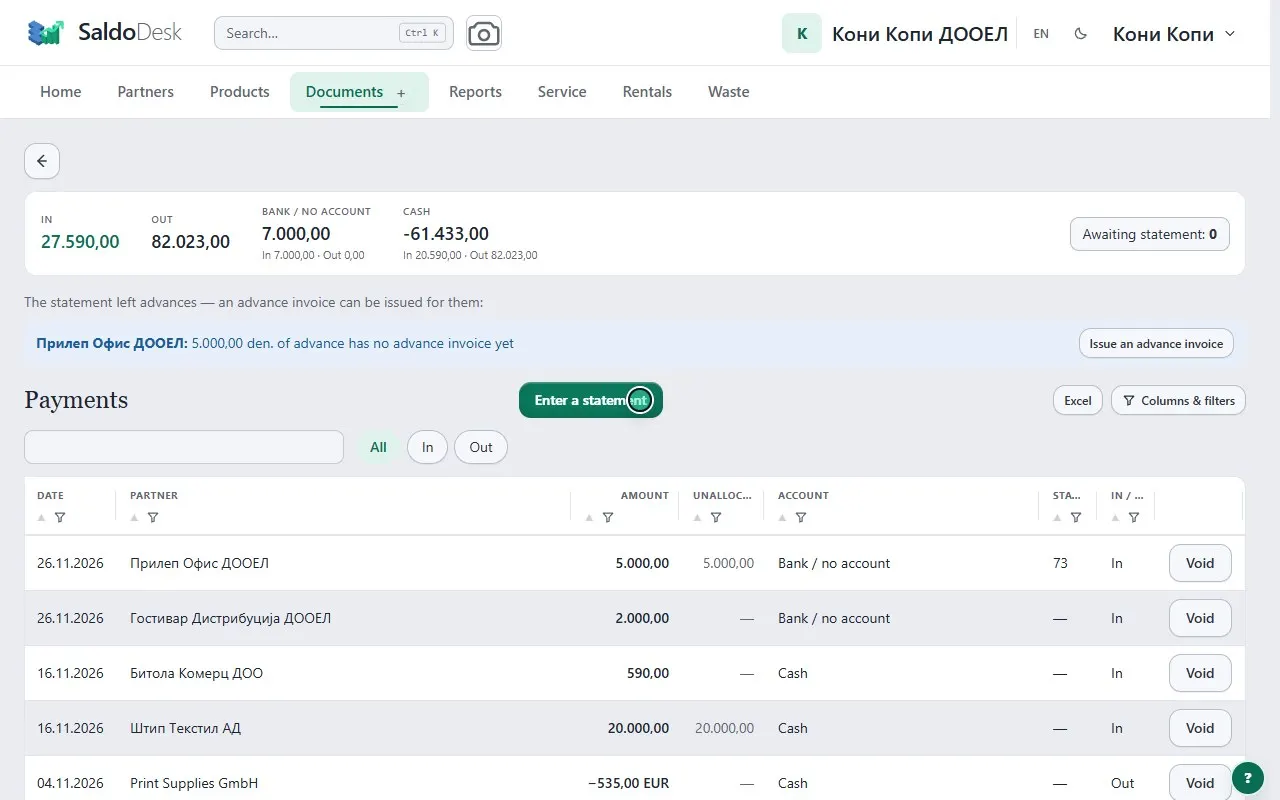 SaldoDesk
Search... Ctrl K
K Кони Копи ДООЕЛ EN Кони Копи
Home Partners Products Documents + Reports Service Rentals Waste
IN
27.590,00
OUT
82.023,00
BANK / NO ACCOUNT
7.000,00
In 7.000,00 · Out 0,00
CASH
-61.433,00
In 20.590,00 · Out 82.023,00
Awaiting statement: 0
The statement left advances — an advance invoice can be issued for them:
Прилеп Офис ДООЕЛ: 5.000,00 den. of advance has no advance invoice yet
Issue an advance invoice
Payments Enter a statement Excel Columns & filters
All In Out
DATE PARTNER AMOUNT UNALLOC... ACCOUNT STA... IN / ...
26.11.2026 Прилеп Офис ДООЕЛ 5.000,00 5.000,00 Bank / no account 73 In Void
26.11.2026 Гостивар Дистрибуција ДООЕЛ 2.000,00 — Bank / no account — In Void
16.11.2026 Битола Комерц ДОО 590,00 — Cash — In Void
16.11.2026 Штип Текстил АД 20.000,00 20.000,00 Cash — In Void
04.11.2026 Print Supplies GmbH −535,00 EUR — Cash — Out Void
?